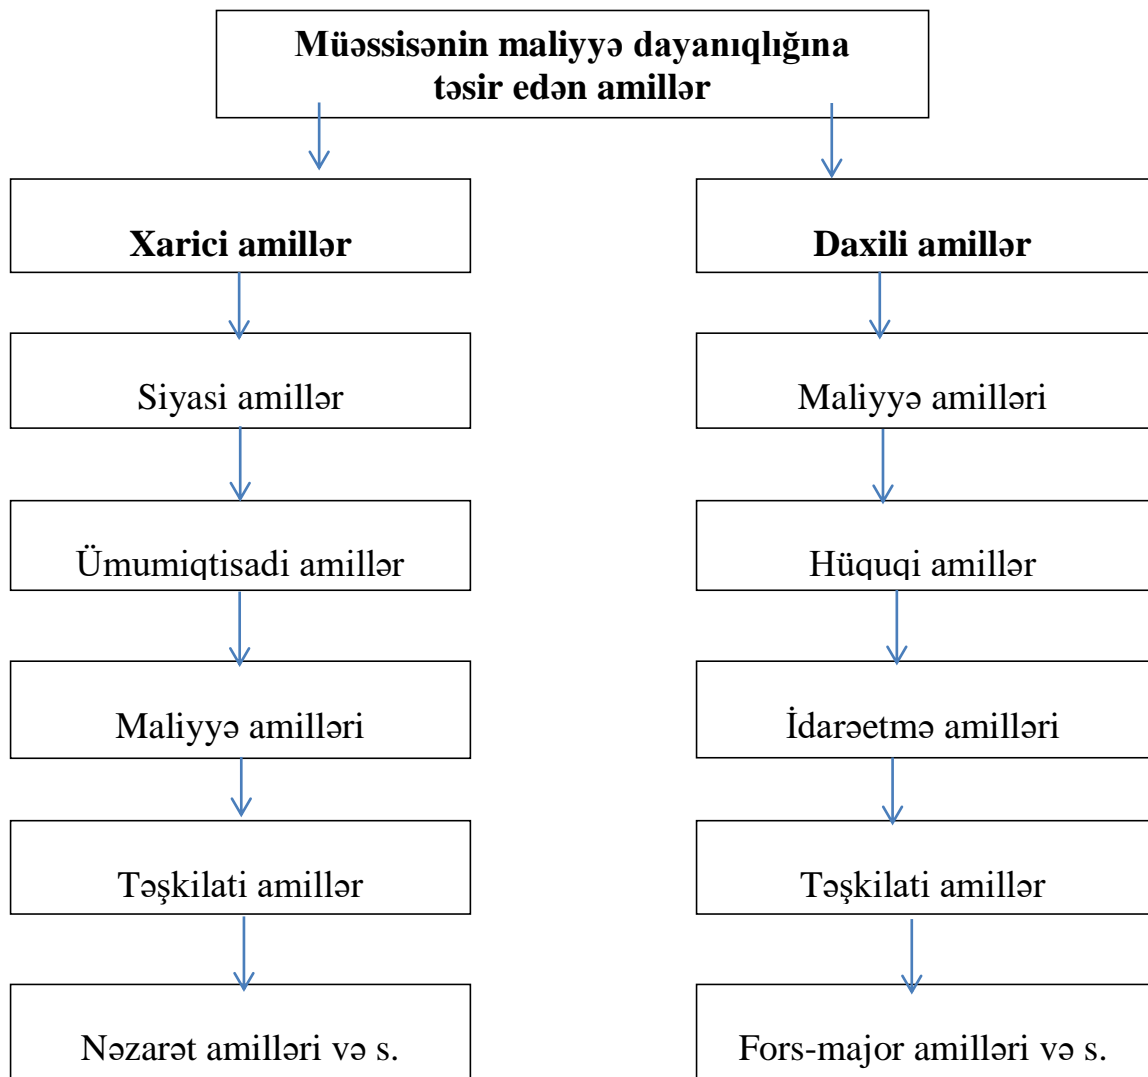 Müəssisənin maliyyə dayanıqlığına
təsir edən amillər
Xarici amillər
Daxili amillər
Siyasi amillər
Maliyyə amilləri
Ümumiqtisadi amillər
Hüquqi amillər
Maliyyə amilləri
İdarəetmə amilləri
Təşkilati amillər
Təşkilati amillər
Nəzarət amilləri və s.
Fors-major amilləri və s.